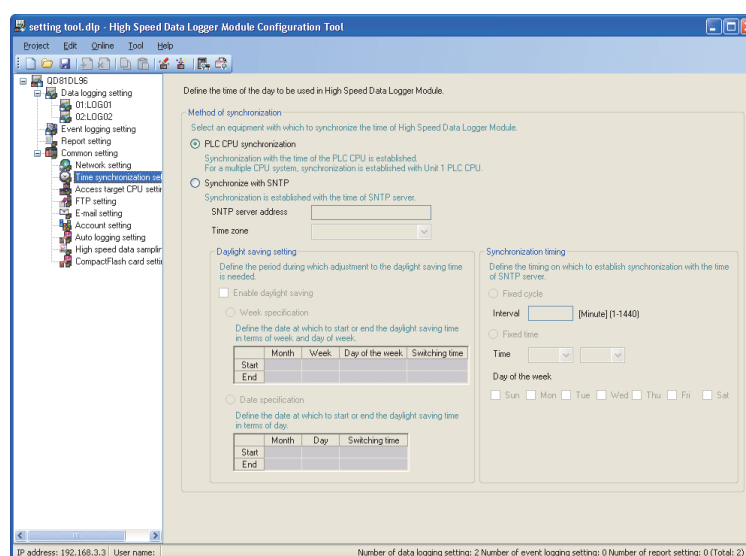 setting tool.dlp - High Speed Data Logger Module Configuration Tool
Project Edit Online Tool Help
QD81DL96
Data logging setting
01:LOG01
02:LOG02
Event logging setting
Report setting
Common setting
Network setting
Time synchronization set
Access target CPU settin
FTP setting
E-mail setting
Account setting
Auto logging setting
High speed data samplin
CompactFlash card settin
Define the time of the day to be used in High Speed Data Logger Module.
Method of synchronization
Select an equipment with which to synchronize the time of High Speed Data Logger Module.
PLC CPU synchronization
Synchronization with the time of the PLC CPU is established.
For a multiple CPU system, synchronization is established with Unit 1 PLC CPU.
Synchronize with SNTP
Synchronization is established with the time of SNTP server.
SNTP server address
Time zone
Daylight saving setting
Define the period during which adjustment to the daylight saving time
is needed.
Enable daylight saving
Week specification
Define the date at which to start or end the daylight saving time
in terms of week and day of week.
Month Week Day of the week Switching time
Start
End
Date specification
Define the date at which to start or end the daylight saving time
in terms of day.
Month Day Switching time
Start
End
Synchronization timing
Define the timing on which to establish synchronization with the time
of SNTP server.
Fixed cycle
Interval [Minute] (1-1440)
Fixed time
Time
Day of the week
Sun Mon Tue Wed Thu Fri Sat
IP address: 192.168.3.3 User name: Number of data logging setting: 2 Number of event logging setting: 0 Number of report setting: 0 (Total: 2)